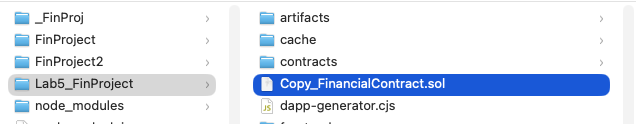 _FinProj
FinProject
FinProject2
Lab5_FinProject
node_modules
artifacts
cache
contracts
Copy_FinancialContract.sol
dapp-generator.cjs